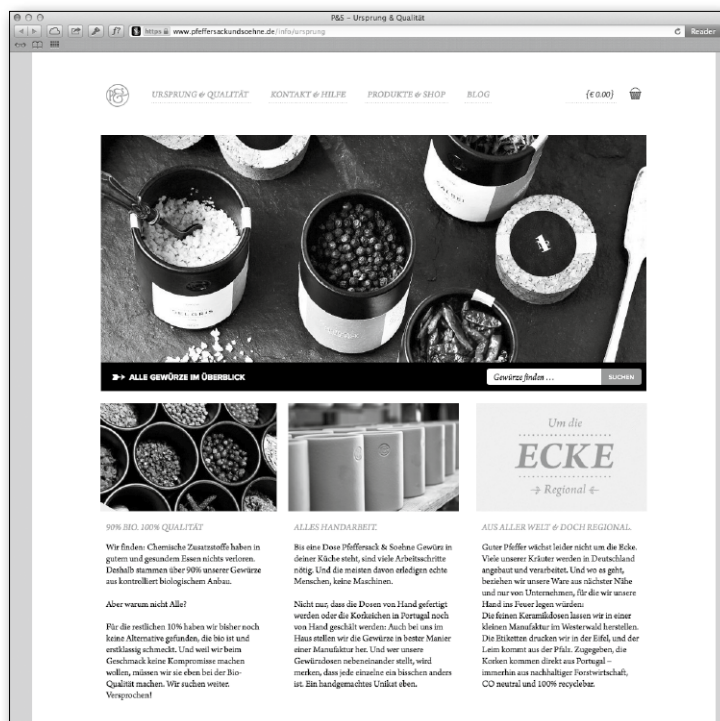 P&S – Ursprung & Qualität
https www.pfeffersackundsoehne.de/info/ursprung
Reader
URSPRUNG & QUALITÄT KONTAKT & HILFE PRODUKTE & SHOP BLOG {€ 0.00}
ALLE GEWÜRZE IM ÜBERBLICK
Gewürze finden ...
SUCHEN
Um die
ECKE
Regional
90% BIO. 100% QUALITÄT
Wir finden: Chemische Zusatzstoffe haben in
gutem und gesundem Essen nichts verloren.
Deshalb stammen über 90% unserer Gewürze
aus kontrolliert biologischem Anbau.
Aber warum nicht Alle?
Für die restlichen 10% haben wir bisher noch
keine Alternative gefunden, die bio ist und
erstklassig schmeckt. Und weil wir beim
Geschmack keine Kompromisse machen
wollen, müssen wir sie eben bei der Bio-
Qualität machen. Wir suchen weiter.
Versprochen!
ALLES HANDARBEIT.
Bis eine Dose Pfeffersack & Soehne Gewürz in
deiner Küche steht, sind viele Arbeitsschritte
nötig. Und die meisten davon erledigen echte
Menschen, keine Maschinen.
Nicht nur, dass die Dosen von Hand gefertigt
werden oder die Korkeichen in Portugal noch
von Hand geschält werden: Auch bei uns im
Haus stellen wir die Gewürze in bester Manier
einer Manufaktur her. Und wer unsere
Gewürzdosen nebeneinander stellt, wird
merken, dass jede einzelne ein bisschen anders
ist. Ein handgemachtes Unikat eben.
AUS ALLER WELT & DOCH REGIONAL.
Guter Pfeffer wächst leider nicht um die Ecke.
Viele unserer Kräuter werden in Deutschland
angebaut und verarbeitet. Und wo es geht,
beziehen wir unsere Ware aus nächster Nähe
und nur von Unternehmen, für die wir unsere
Hand ins Feuer legen würden:
Die feinen Keramikdosen lassen wir in einer
kleinen Manufaktur im Westerwald herstellen.
Die Etiketten drucken wir in der Eifel, und der
Leim kommt aus der Pfalz. Zugegeben, die
Korken kommen direkt aus Portugal –
immerhin aus nachhaltiger Forstwirtschaft,
CO neutral und 100% recyclebar.